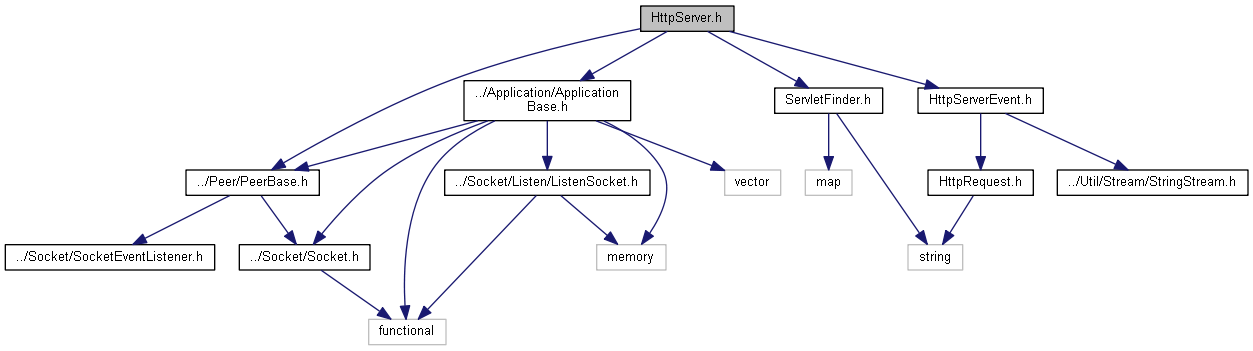 HttpServer.h
../Application/Application
Base.h
ServletFinder.h
HttpServerEvent.h
../Peer/PeerBase.h
../Socket/Listen/ListenSocket.h
vector
map
HttpRequest.h
../Util/Stream/StringStream.h
../Socket/SocketEventListener.h
../Socket/Socket.h
memory
string
functional